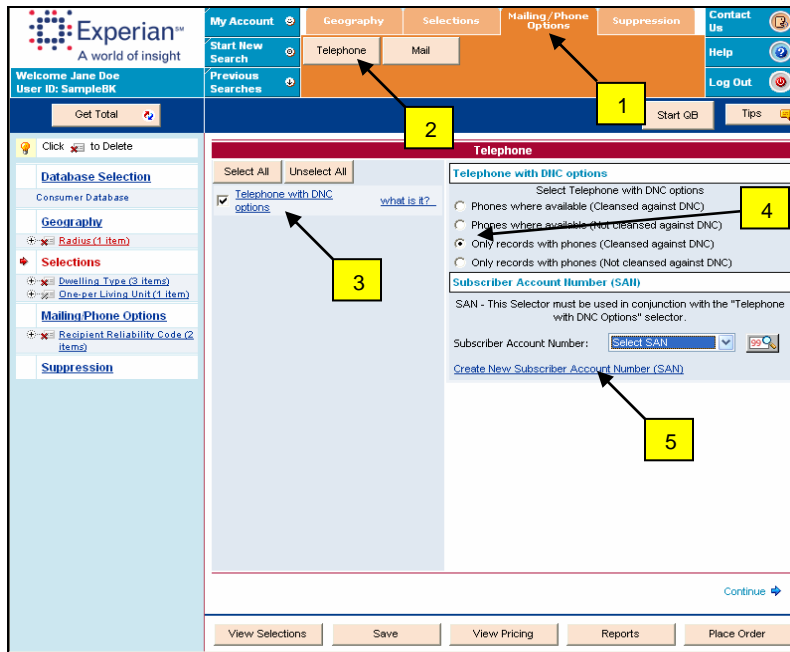 Experian SM
A world of insight
Welcome Jane Doe
User ID: SampleBK
My Account
Start New Search
Previous Searches
Geography
Selections
Mailing/Phone Options
Suppression
Contact Us
Help
Log Out
Telephone
Mail
1
2
Get Total
Start QB
Tips
Click to Delete
Database Selection
Consumer Database
Geography
Radius (1 item)
Selections
Dwelling Type (3 items)
One-per Living Unit (1 item)
Mailing/Phone Options
Recipient Reliability Code (2
items)
Suppression
Telephone
Select All
Unselect All
Telephone with DNC
options
what is it?
3
Telephone with DNC options
Select Telephone with DNC options
Phones where available (Cleansed against DNC)
Phones where available (Not cleansed against DNC)
Only records with phones (Cleansed against DNC)
Only records with phones (Not cleansed against DNC)
4
Subscriber Account Number (SAN)
SAN - This Selector must be used in conjunction with the "Telephone
with DNC Options" selector.
Subscriber Account Number:
Select SAN
99
Create New Subscriber Account Number (SAN)
5
Continue
View Selections
Save
View Pricing
Reports
Place Order